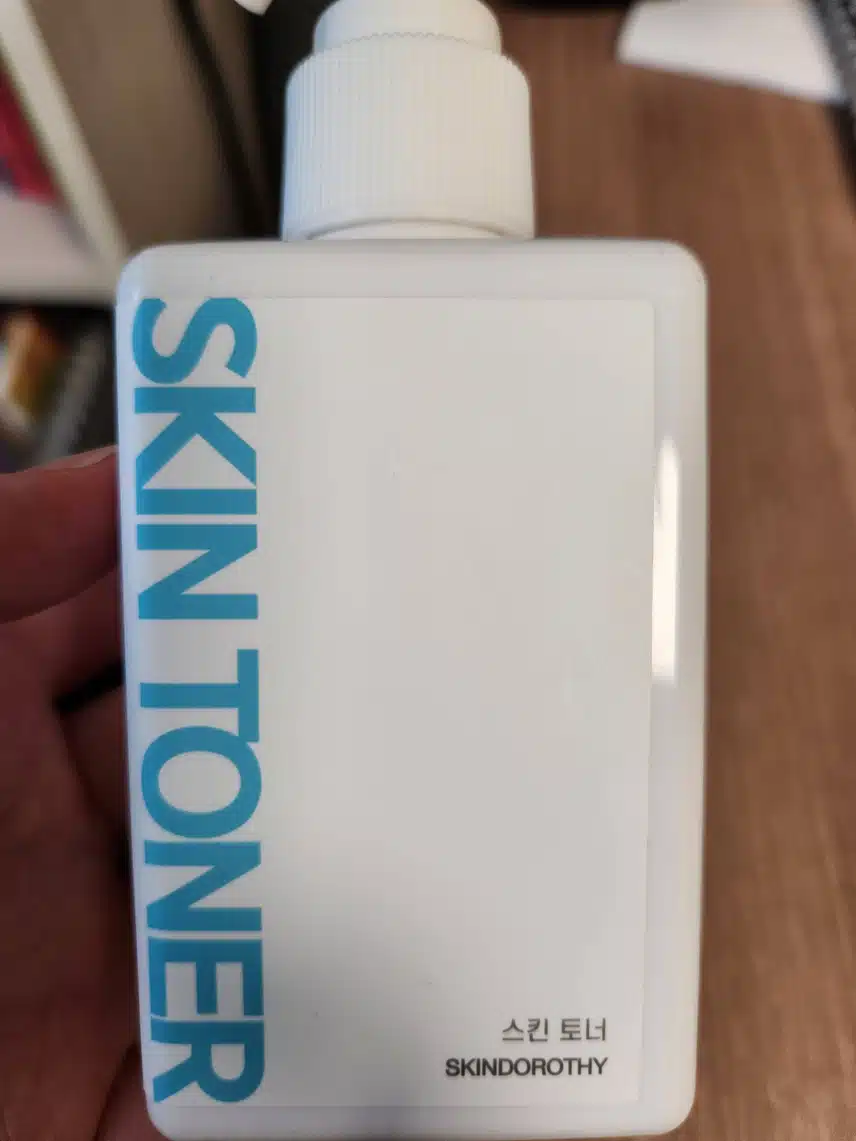 SKIN TONER
스킨 토너
SKINDOROTHY